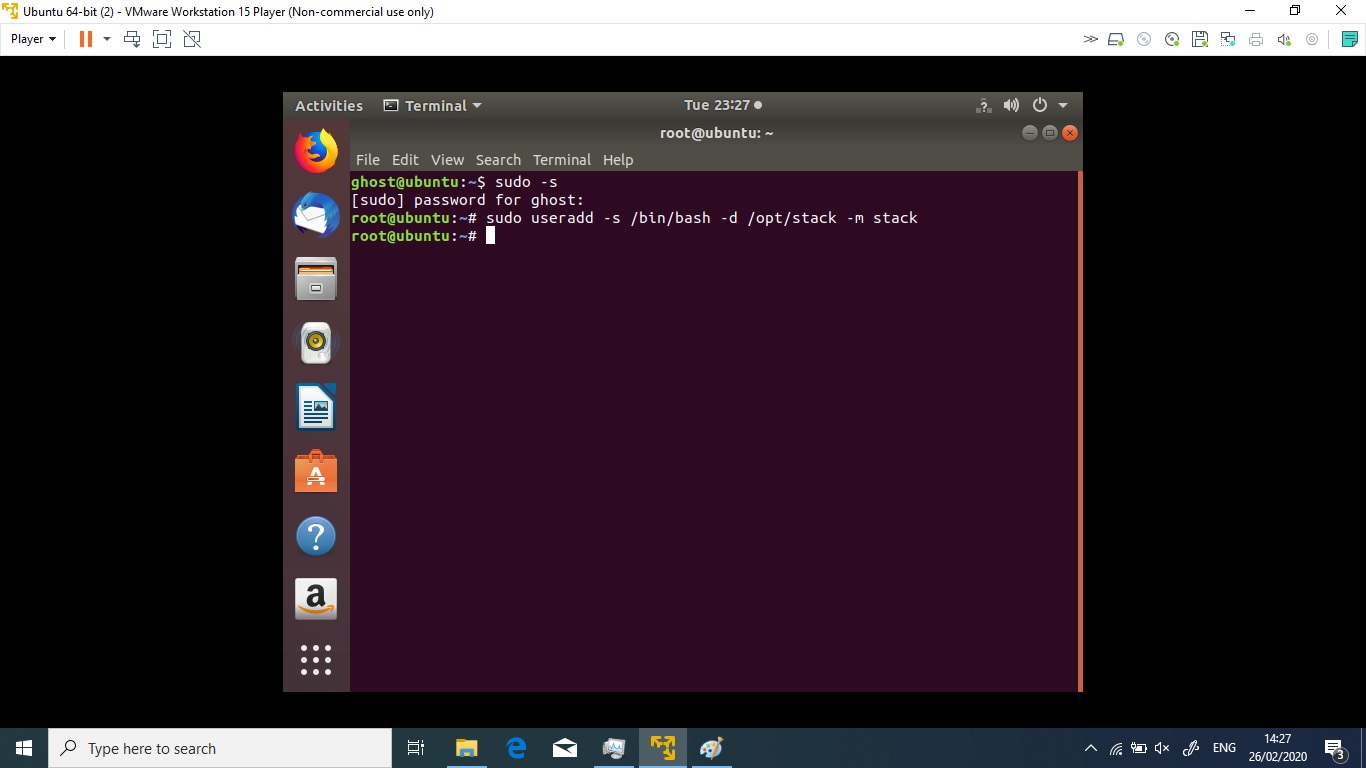 Ubuntu 64-bit (2) - VMware Workstation 15 Player (Non-commercial use only)
Player
Activities Terminal Tue 23:27
root@ubuntu: ~
File Edit View Search Terminal Help
ghost@ubuntu:~$ sudo -s
[sudo] password for ghost:
root@ubuntu:~# sudo useradd -s /bin/bash -d /opt/stack -m stack
root@ubuntu:~#
Type here to search
ENG
14:27
26/02/2020
3